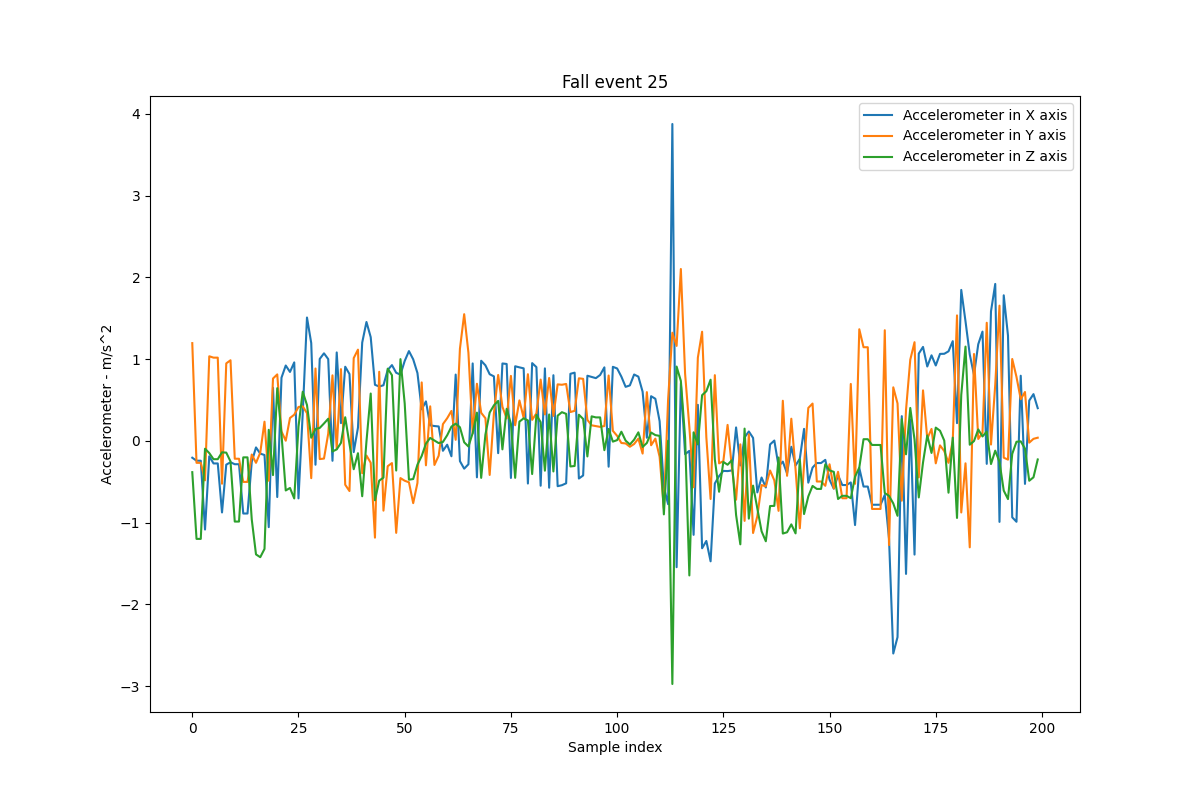 Fall event 25
Accelerometer in X axis
Accelerometer in Y axis
Accelerometer in Z axis
Accelerometer - m/s^2
4
3
2
1
0
−1
−2
−3
0 25 50 75 100 125 150 175 200
Sample index